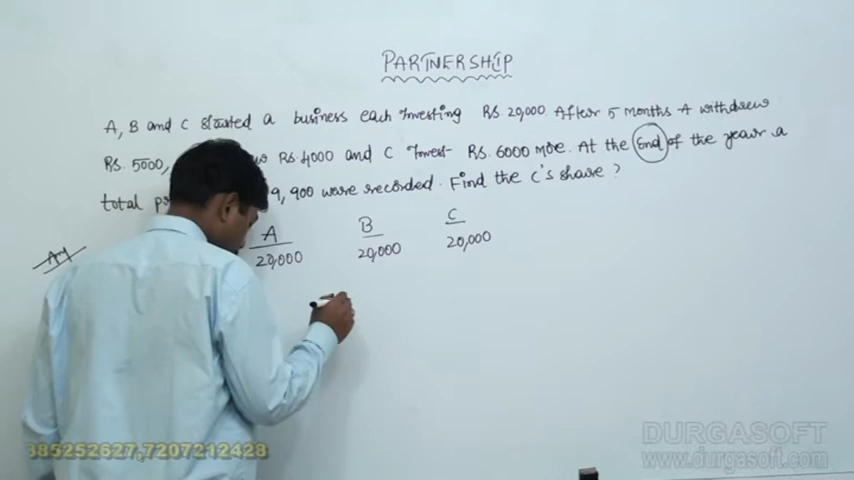 PARTNERSHIP
A, B and C started a business each Investing RS. 20,000. After 5 months A withdrew
RS. 5000, RS. 4000 and C Invest RS. 6000 more. At the End of the year a
total 9,900 were recorded. Find the C's share ?
A B C
20,000 20,000 20,000
385252627,7207212428
DURGASOFT
www.durgasoft.com